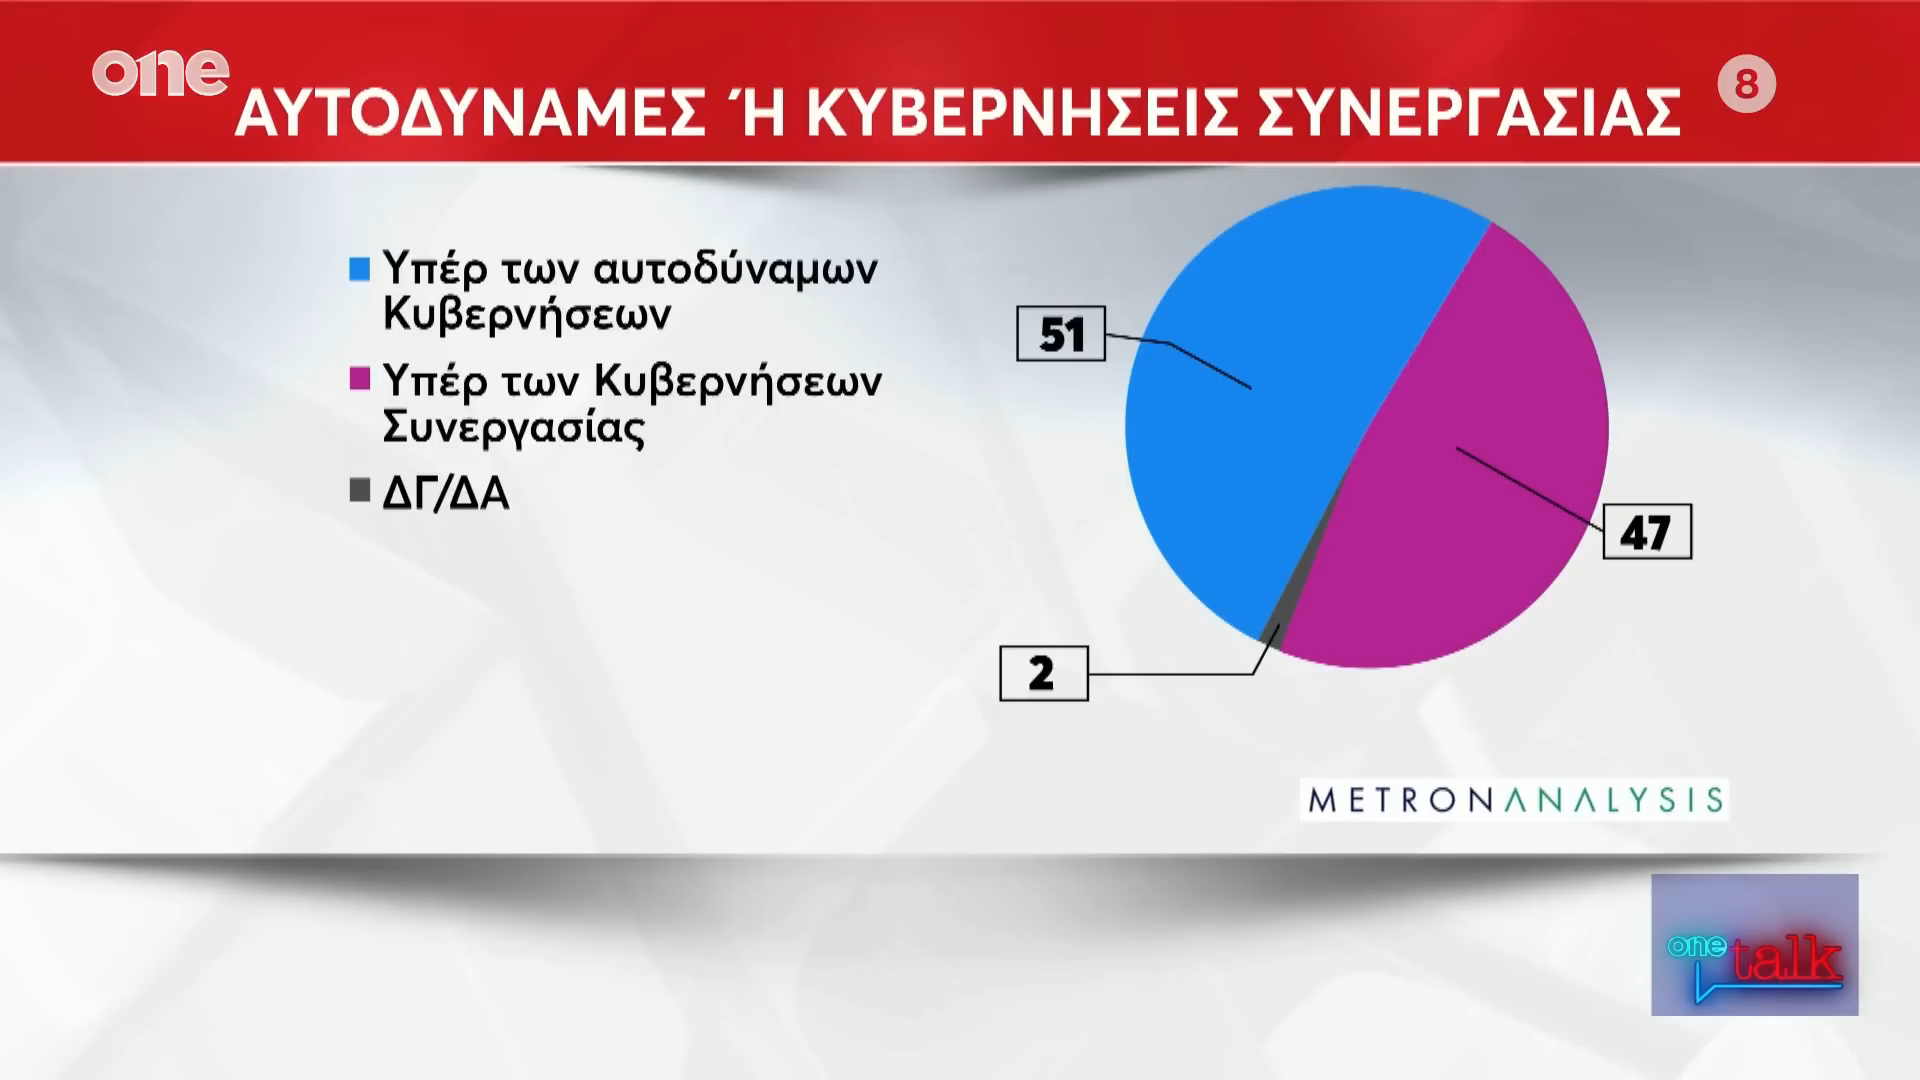 one
8
ΑΥΤΟΔΥΝΑΜΕΣ Ή ΚΥΒΕΡΝΗΣΕΙΣ ΣΥΝΕΡΓΑΣΙΑΣ
Υπέρ των αυτοδύναμων
Κυβερνήσεων
Υπέρ των Κυβερνήσεων
Συνεργασίας
ΔΓ/ΔΑ
51
47
2
METRONANALYSIS
one talk